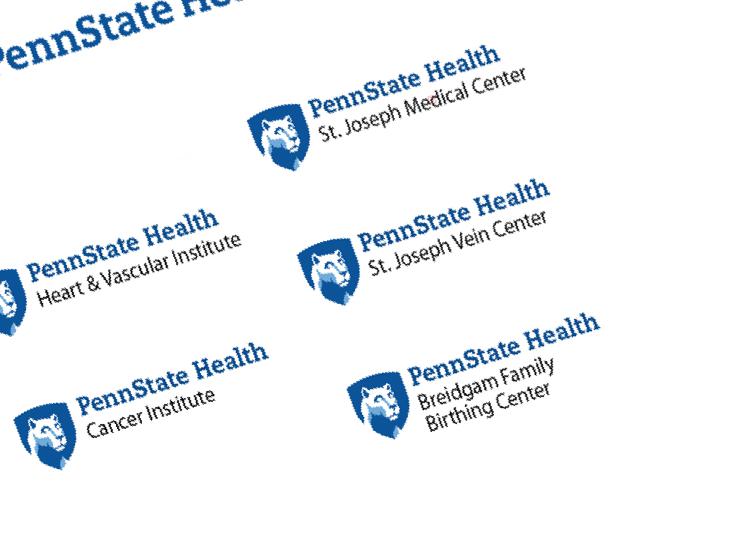 PennState
PennState Health
St. Joseph Medical Center
PennState Health
Heart & Vascular Institute
PennState Health
St. Joseph Vein Center
PennState Health
Cancer Institute
PennState Health
Breidgam Family
Birthing Center